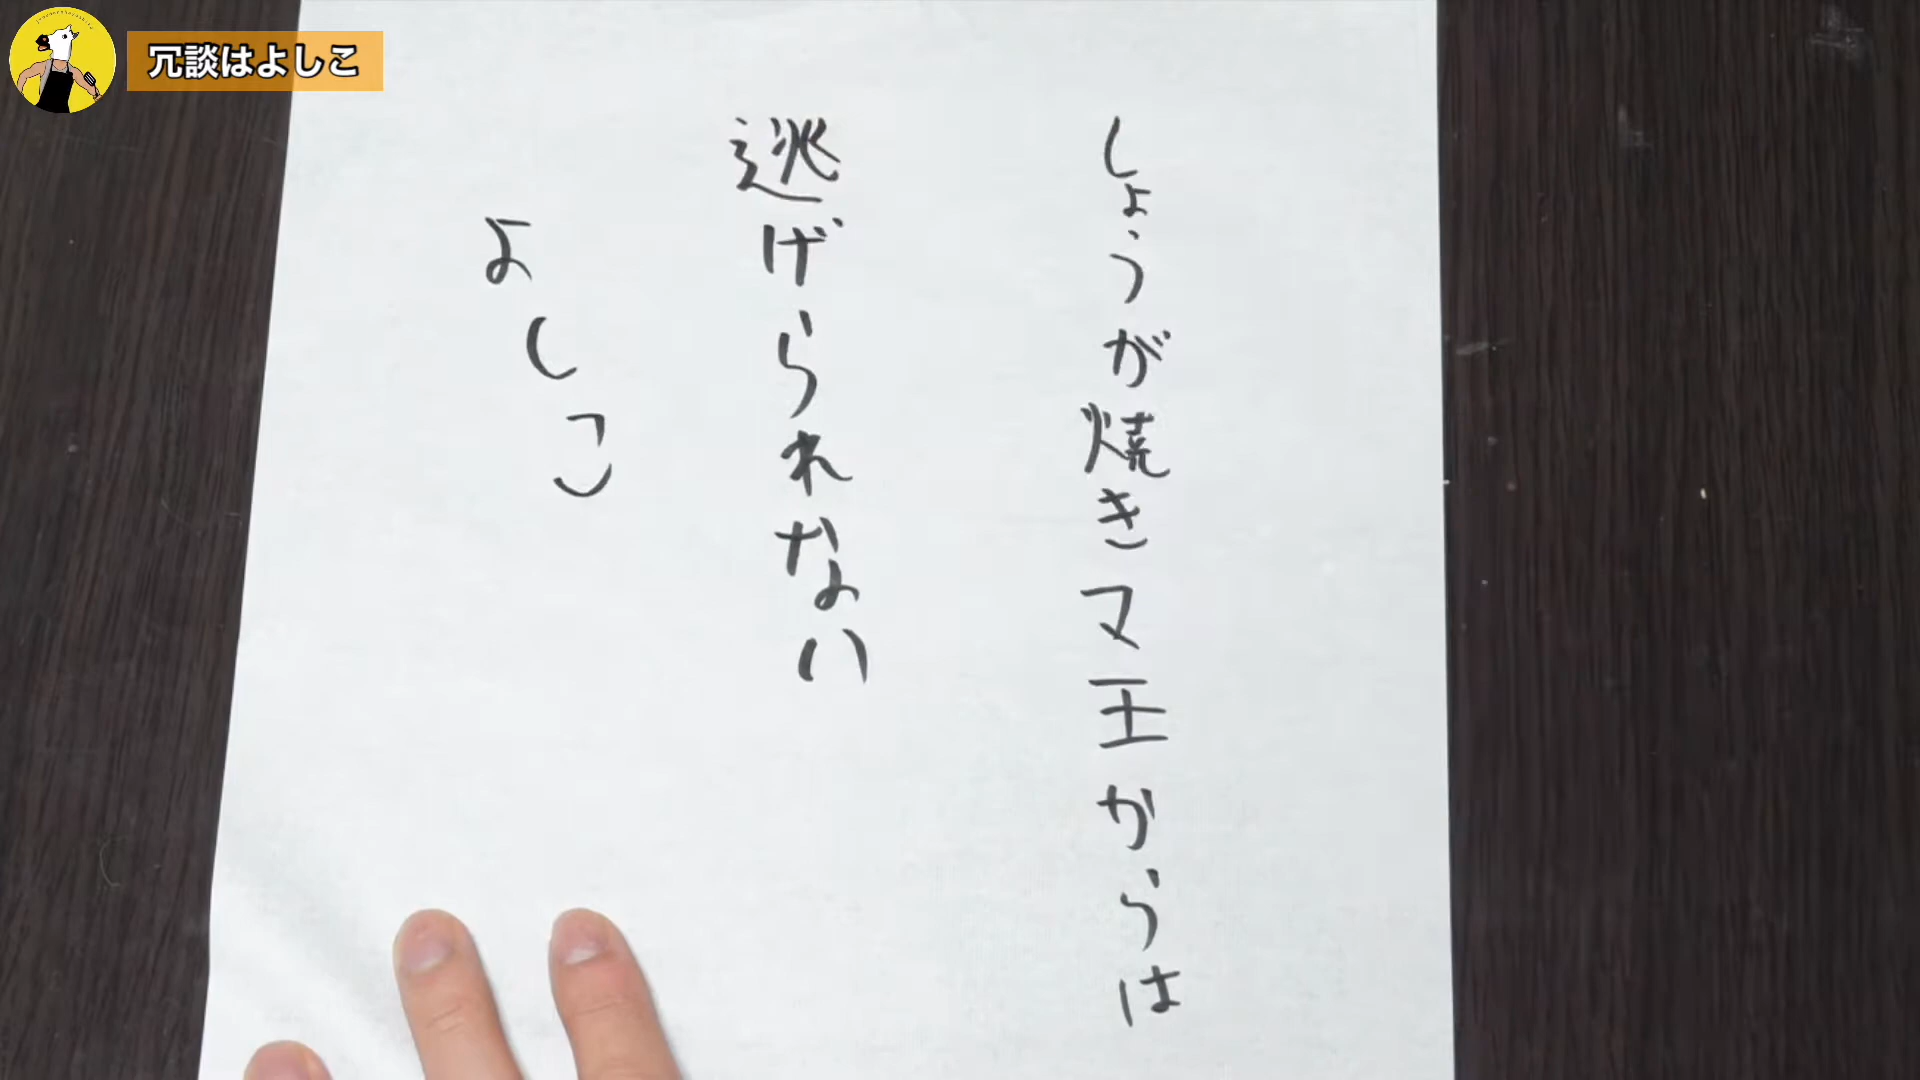 冗談はよしこ
しょうが焼きマ王からは
逃げられない
よしこ